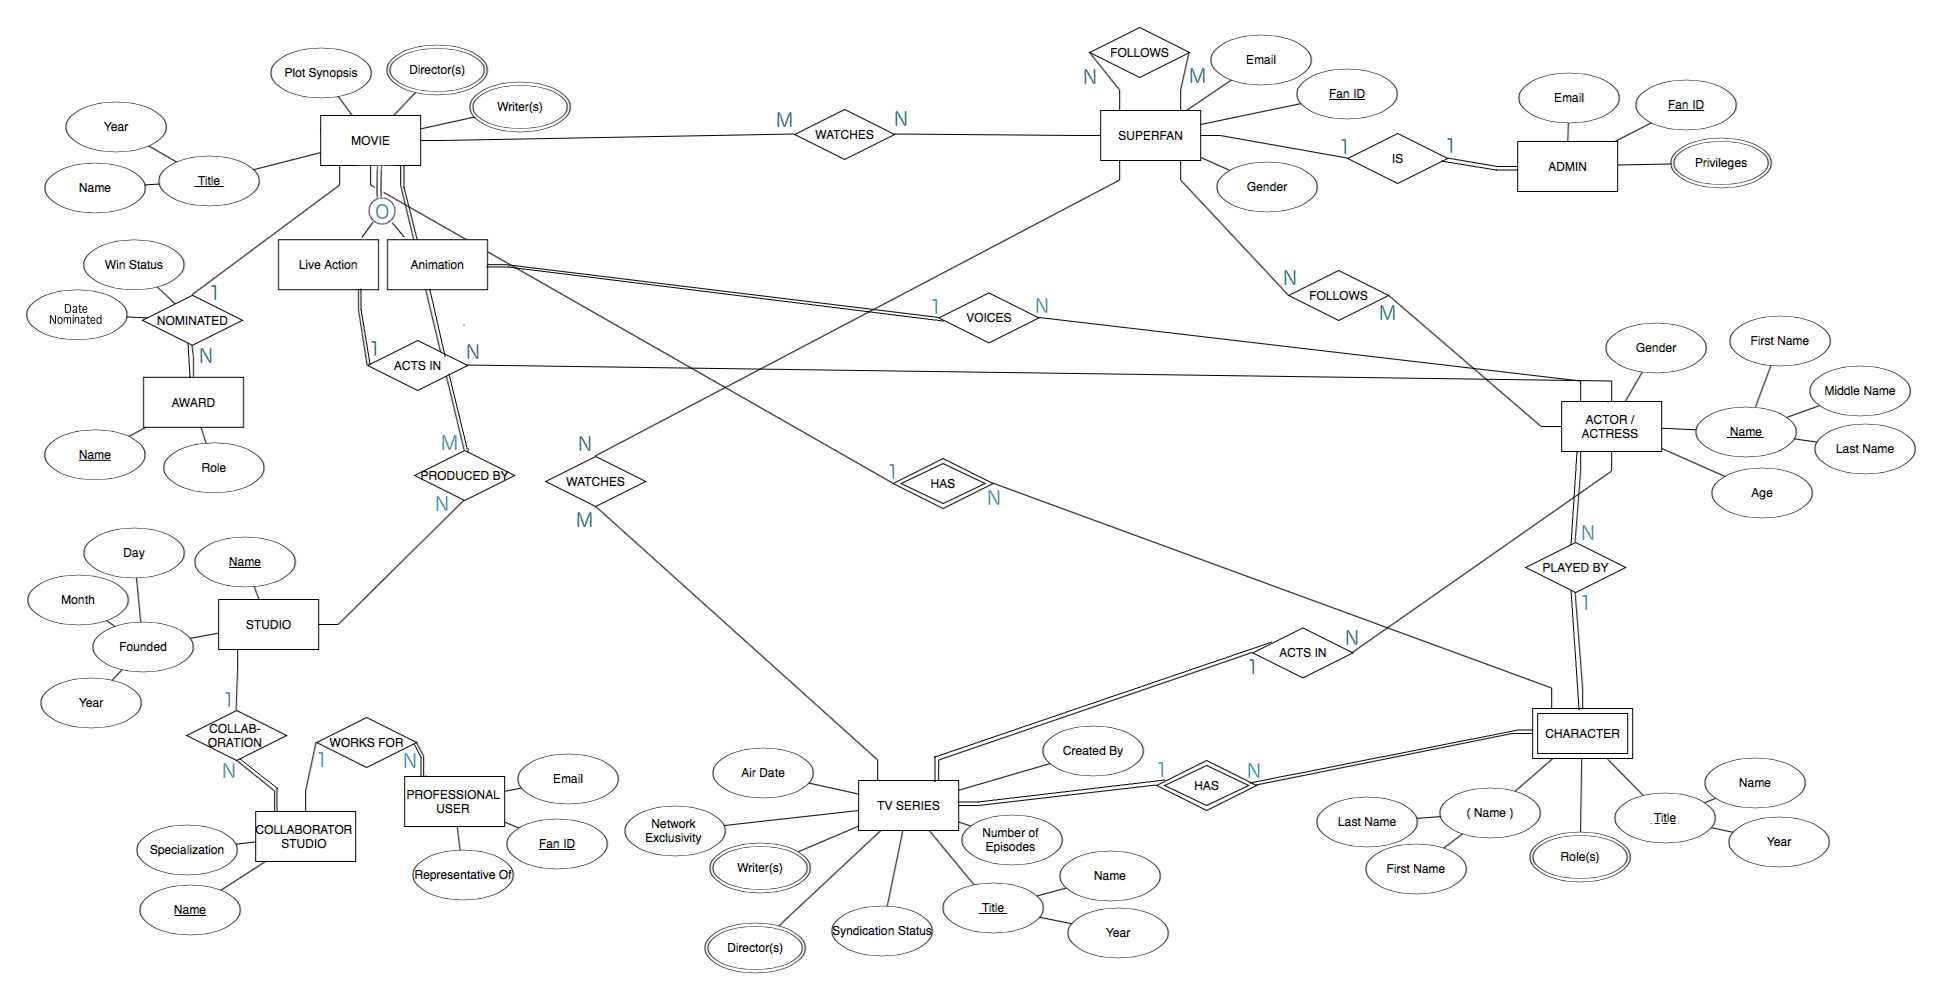 FOLLOWS
N
M
Email
Fan ID
Plot Synopsis
Director(s)
Writer(s)
Year
MOVIE
M
WATCHES
N
SUPERFAN
1
IS
1
Email
Fan ID
ADMIN
Privileges
Name
Title
Gender
O
Live Action
Animation
Win Status
Date
Nominated
1
NOMINATED
N
AWARD
Name
Role
1
VOICES
N
N
FOLLOWS
M
1
ACTS IN
N
Gender
First Name
Middle Name
ACTOR /
ACTRESS
Name
Last Name
Age
M
PRODUCED BY
N
N
WATCHES
M
1
HAS
N
N
PLAYED BY
1
Day
Name
Month
STUDIO
Founded
Year
1
ACTS IN
N
1
COLLAB-
ORATION
N
WORKS FOR
1
N
PROFESSIONAL
USER
Email
Fan ID
Representative Of
COLLABORATOR
STUDIO
Specialization
Name
Air Date
Created By
TV SERIES
1
HAS
N
CHARACTER
Network
Exclusivity
Number of
Episodes
Writer(s)
Title
Name
Year
Syndication Status
Director(s)
Last Name
( Name )
First Name
Role(s)
Title
Name
Year